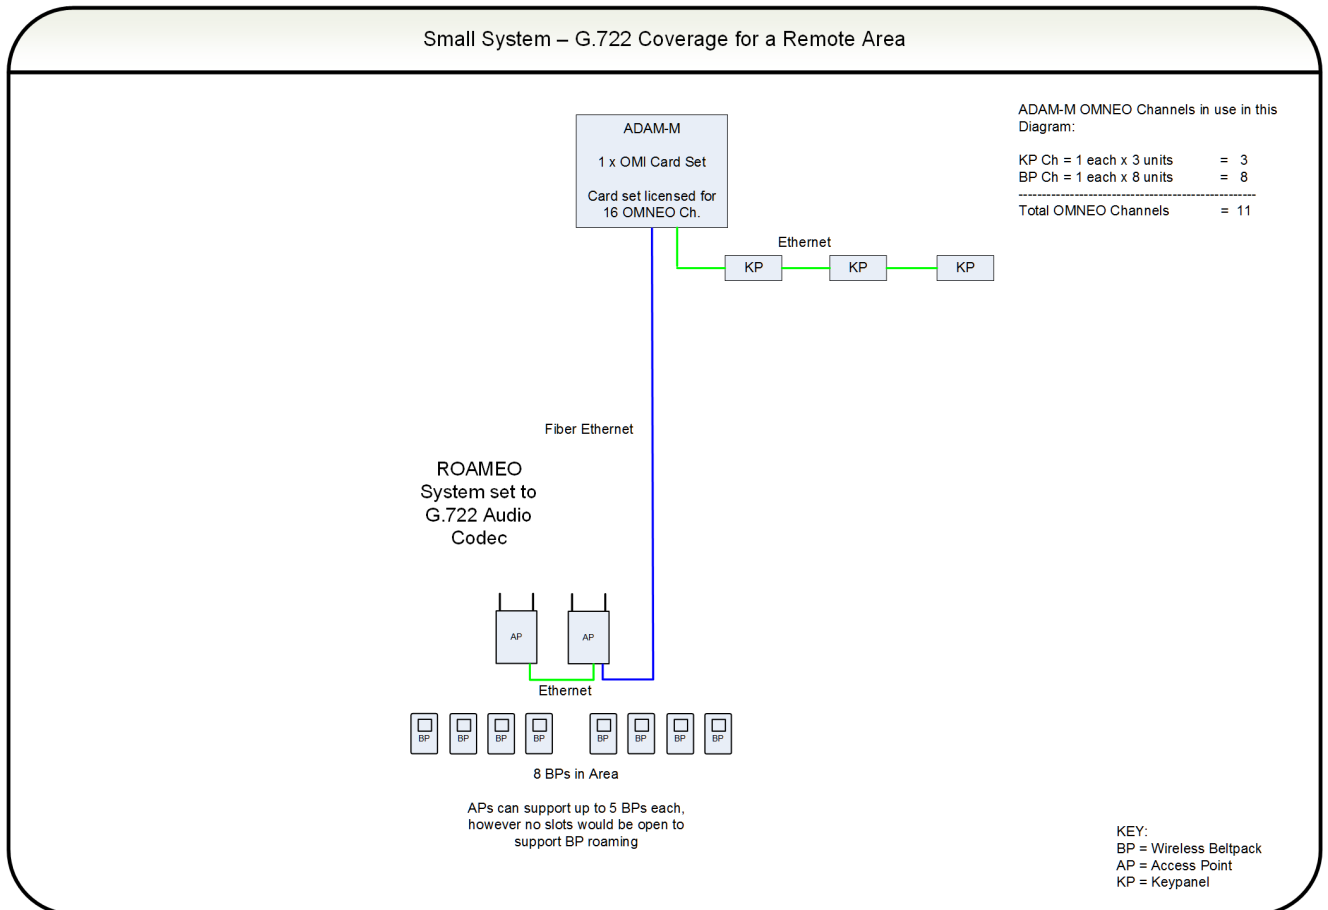 Small System – G.722 Coverage for a Remote Area
ADAM-M
1 x OMI Card Set
Card set licensed for
16 OMNEO Ch.
ADAM-M OMNEO Channels in use in this
Diagram:
KP Ch = 1 each x 3 units = 3
BP Ch = 1 each x 8 units = 8
--------------------------------------------------
Total OMNEO Channels = 11
Ethernet
KP
KP
KP
Fiber Ethernet
ROAMEO
System set to
G.722 Audio
Codec
AP
AP
Ethernet
BP
BP
BP
BP
BP
BP
BP
BP
8 BPs in Area
APs can support up to 5 BPs each,
however no slots would be open to
support BP roaming
KEY:
BP = Wireless Beltpack
AP = Access Point
KP = Keypanel